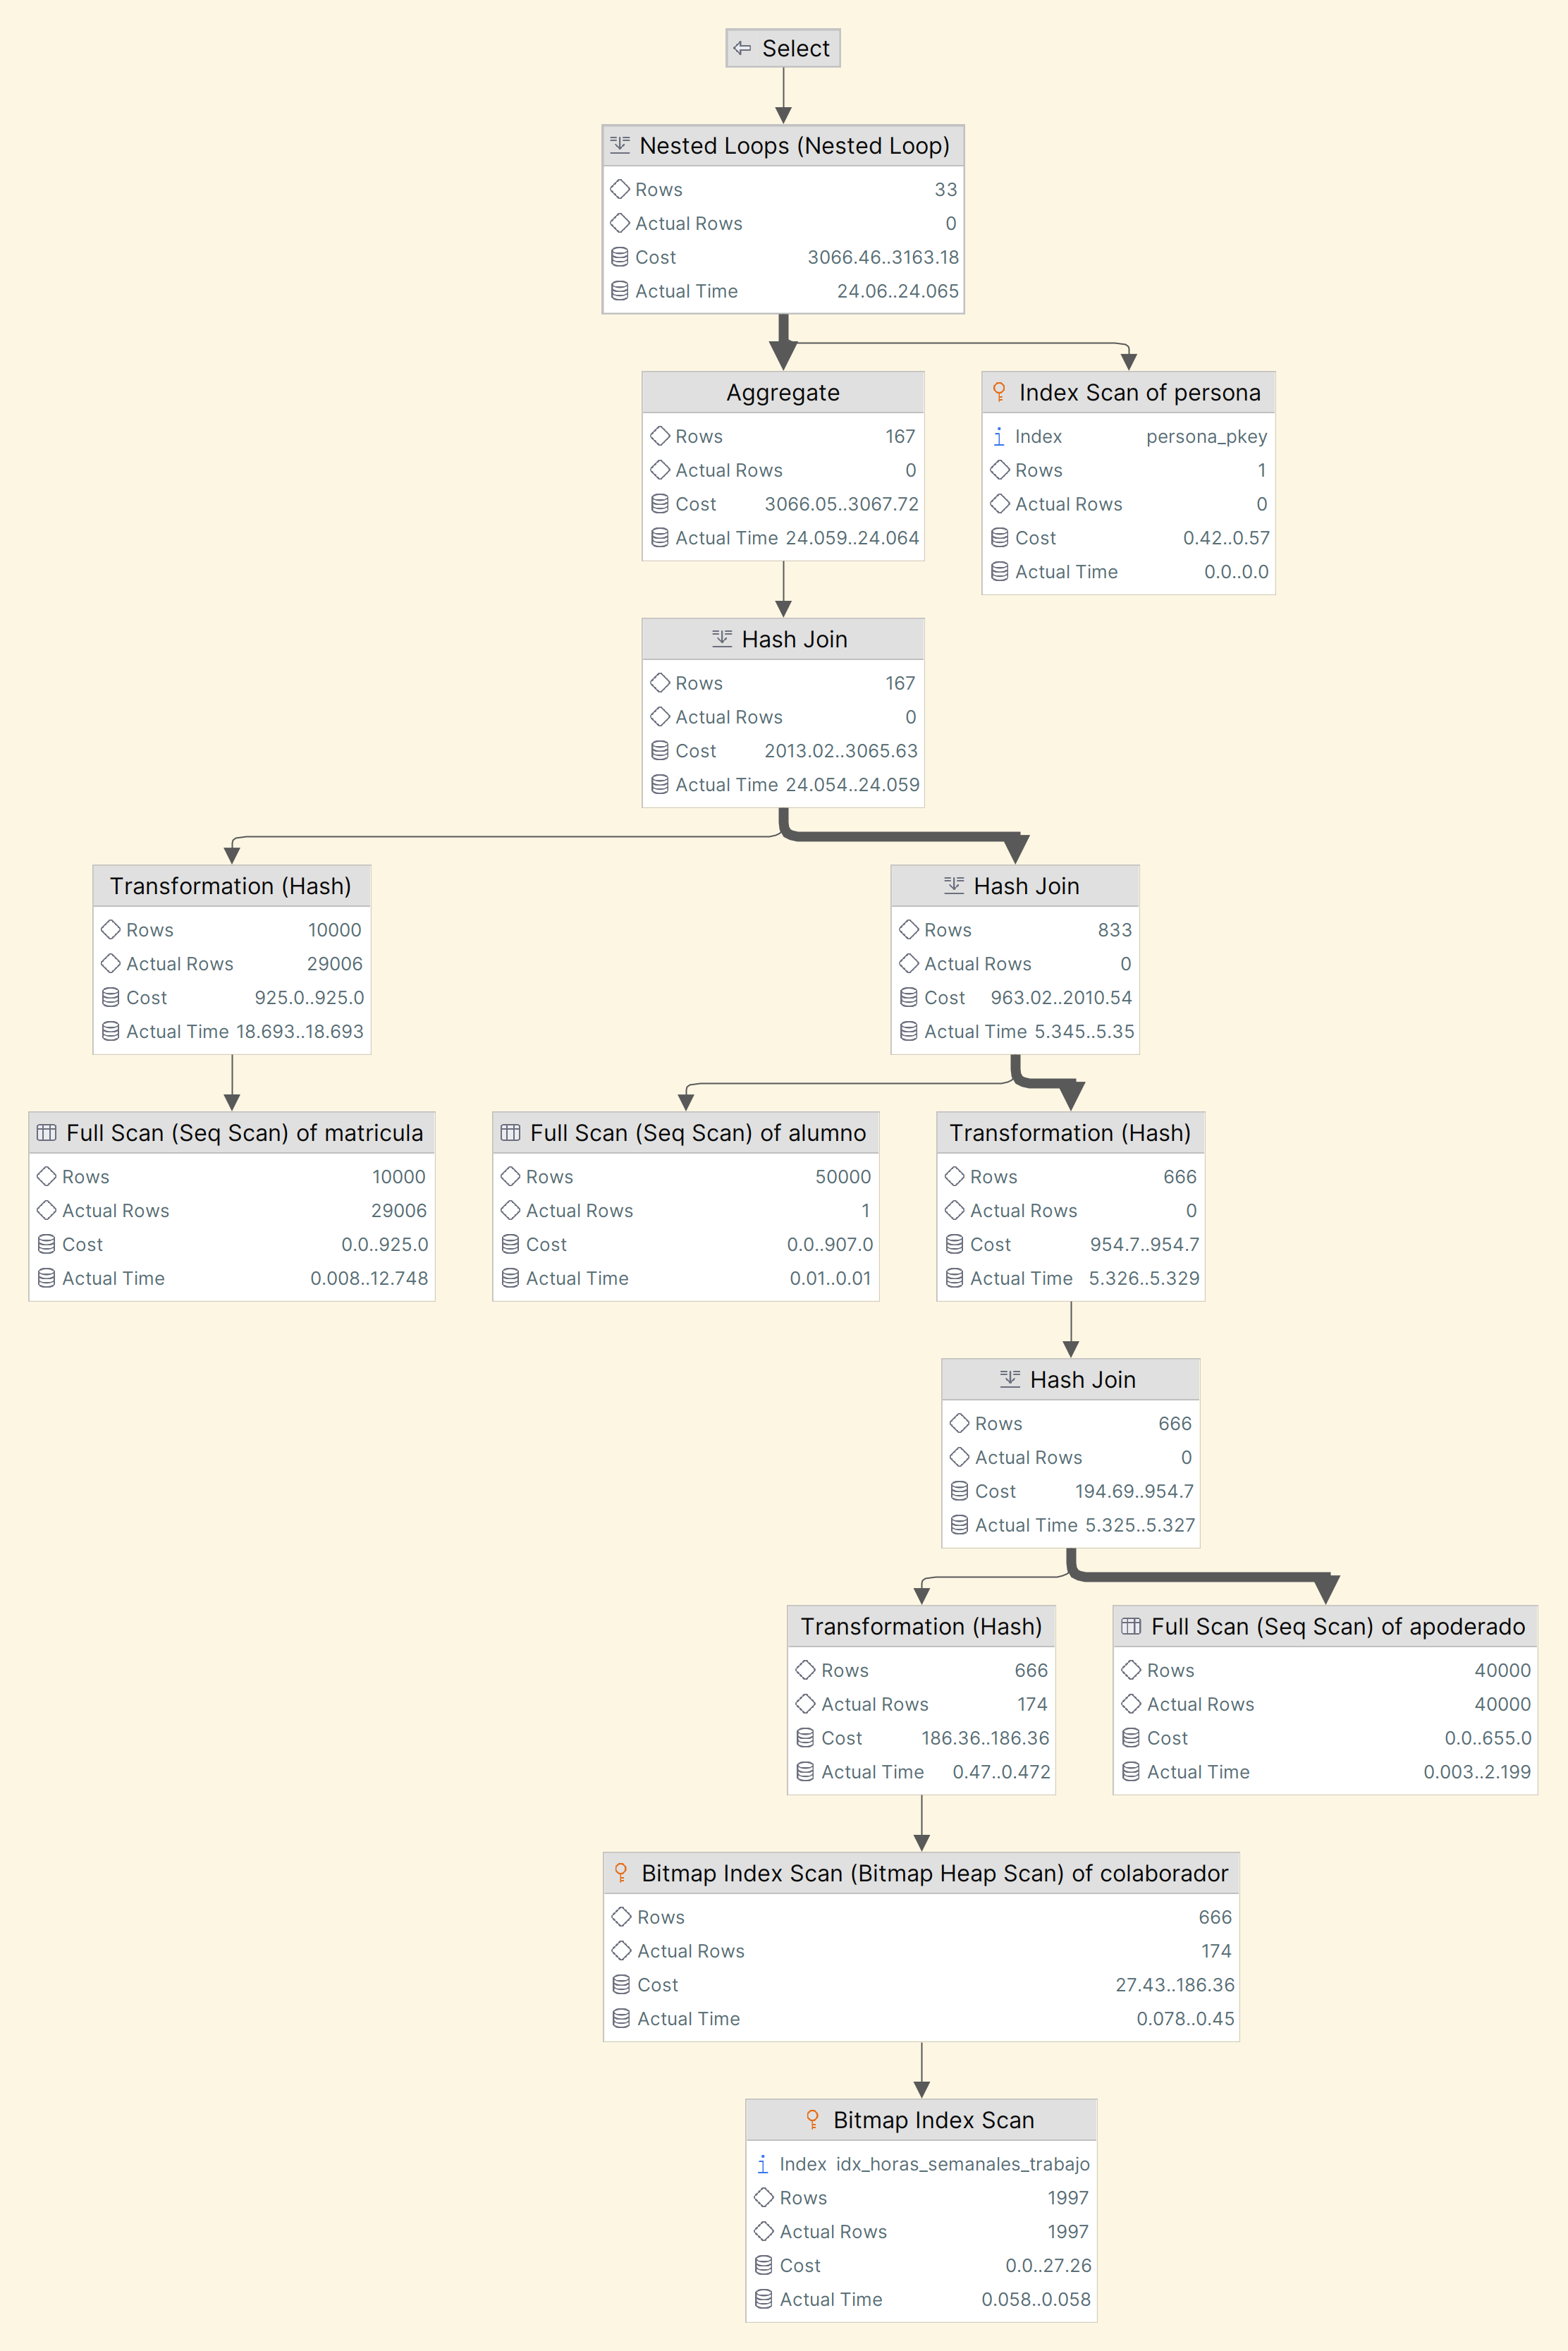 Select
Nested Loops (Nested Loop)
Rows 33
Actual Rows 0
Cost 3066.46..3163.18
Actual Time 24.06..24.065
Aggregate
Rows 167
Actual Rows 0
Cost 3066.05..3067.72
Actual Time 24.059..24.064
Index Scan of persona
Index persona_pkey
Rows 1
Actual Rows 0
Cost 0.42..0.57
Actual Time 0.0..0.0
Hash Join
Rows 167
Actual Rows 0
Cost 2013.02..3065.63
Actual Time 24.054..24.059
Transformation (Hash)
Rows 10000
Actual Rows 29006
Cost 925.0..925.0
Actual Time 18.693..18.693
Hash Join
Rows 833
Actual Rows 0
Cost 963.02..2010.54
Actual Time 5.345..5.35
Full Scan (Seq Scan) of matricula
Rows 10000
Actual Rows 29006
Cost 0.0..925.0
Actual Time 0.008..12.748
Full Scan (Seq Scan) of alumno
Rows 50000
Actual Rows 1
Cost 0.0..907.0
Actual Time 0.01..0.01
Transformation (Hash)
Rows 666
Actual Rows 0
Cost 954.7..954.7
Actual Time 5.326..5.329
Hash Join
Rows 666
Actual Rows 0
Cost 194.69..954.7
Actual Time 5.325..5.327
Transformation (Hash)
Rows 666
Actual Rows 174
Cost 186.36..186.36
Actual Time 0.47..0.472
Full Scan (Seq Scan) of apoderado
Rows 40000
Actual Rows 40000
Cost 0.0..655.0
Actual Time 0.003..2.199
Bitmap Index Scan (Bitmap Heap Scan) of colaborador
Rows 666
Actual Rows 174
Cost 27.43..186.36
Actual Time 0.078..0.45
Bitmap Index Scan
Index idx_horas_semanales_trabajo
Rows 1997
Actual Rows 1997
Cost 0.0..27.26
Actual Time 0.058..0.058